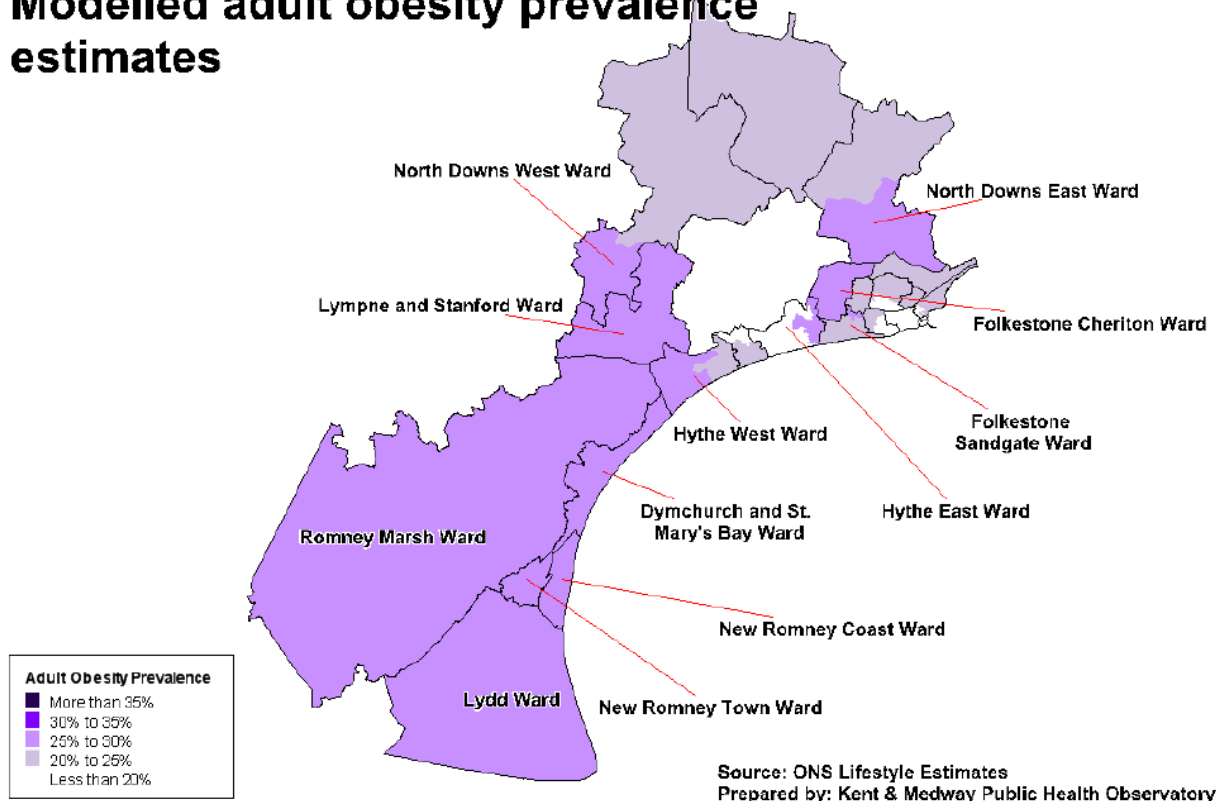 Modelled adult obesity prevalence
estimates
North Downs West Ward
North Downs East Ward
Lympne and Stanford Ward
Folkestone Cheriton Ward
Folkestone
Sandgate Ward
Hythe West Ward
Hythe East Ward
Dymchurch and St.
Mary's Bay Ward
Romney Marsh Ward
New Romney Coast Ward
Lydd Ward
New Romney Town Ward
Adult Obesity Prevalence
More than 35%
30% to 35%
25% to 30%
20% to 25%
Less than 20%
Source: ONS Lifestyle Estimates
Prepared by: Kent & Medway Public Health Observatory